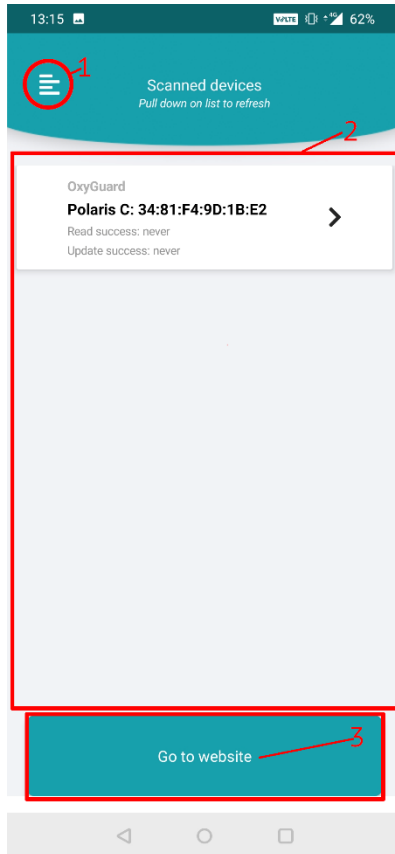 13:15 VoLTE 4G 62%
1
Scanned devices
Pull down on list to refresh
2
OxyGuard
Polaris C: 34:81:F4:9D:1B:E2
Read success: never
Update success: never
Go to website
3